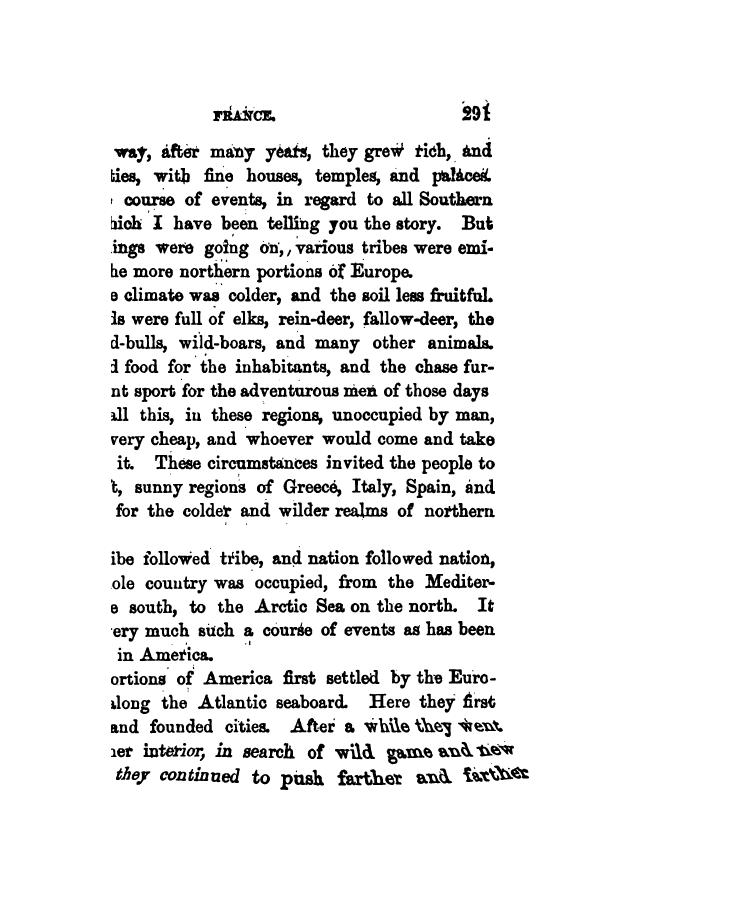 FRANCE. 291
way, after many years, they grew rich, and
ties, with fine houses, temples, and palaces.
course of events, in regard to all Southern
hich I have been telling you the story. But
ings were going on, various tribes were emi-
he more northern portions of Europe.
e climate was colder, and the soil less fruitful.
ls were full of elks, rein-deer, fallow-deer, the
d-bulls, wild-boars, and many other animals.
d food for the inhabitants, and the chase fur-
nt sport for the adventurous men of those days
all this, in these regions, unoccupied by man,
very cheap, and whoever would come and take
it. These circumstances invited the people to
t, sunny regions of Greece, Italy, Spain, and
for the colder and wilder realms of northern
ibe followed tribe, and nation followed nation,
ole country was occupied, from the Mediter-
e south, to the Arctic Sea on the north. It
ery much such a course of events as has been
in America.
ortions of America first settled by the Euro-
along the Atlantic seaboard. Here they first
and founded cities. After a while they went
her interior, in search of wild game and new
they continued to push farther and farther